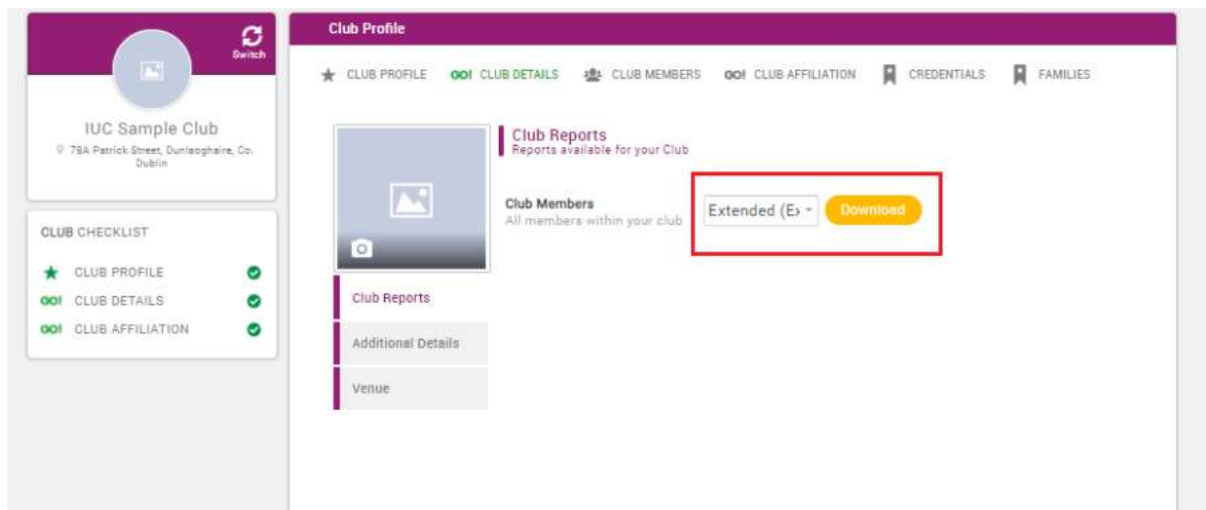 Switch
IUC Sample Club
79A Patrick Street, Dunlaoghaire, Co.
Dublin
CLUB CHECKLIST
CLUB PROFILE
GO! CLUB DETAILS
GO! CLUB AFFILIATION
Club Profile
CLUB PROFILE GO! CLUB DETAILS CLUB MEMBERS GO! CLUB AFFILIATION CREDENTIALS FAMILIES
Club Reports
Reports available for your Club
Club Members
All members within your club
Extended (Ex Download
Club Reports
Additional Details
Venue